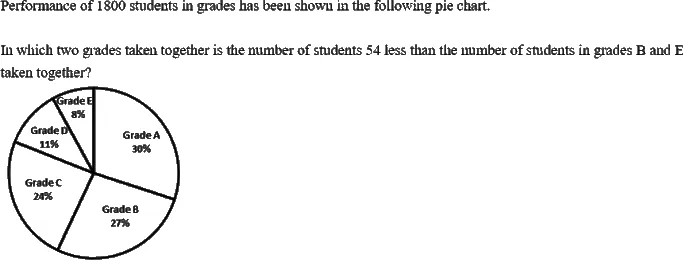 Performance of 1800 students in grades has been shown in the following pie chart.
In which two grades taken together is the number of students 54 less than the number of students in grades B and E
taken together?
Grade E
8%
Grade A
30%
Grade D
11%
Grade C
24%
Grade B
27%